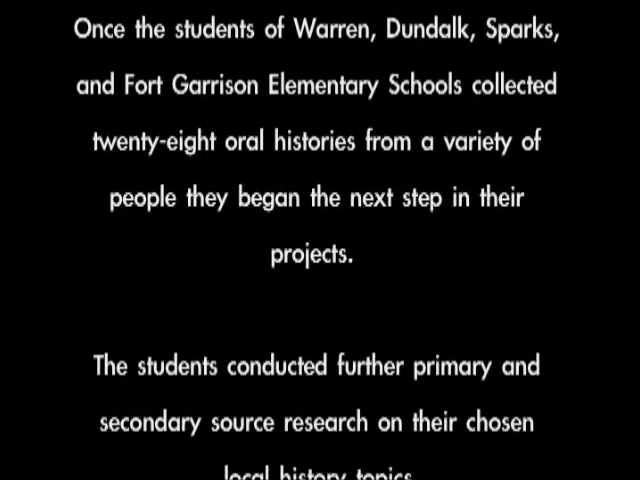 Once the students of Warren, Dundalk, Sparks,
and Fort Garrison Elementary Schools collected
twenty-eight oral histories from a variety of
people they began the next step in their
projects.
The students conducted further primary and
secondary source research on their chosen
local history topics